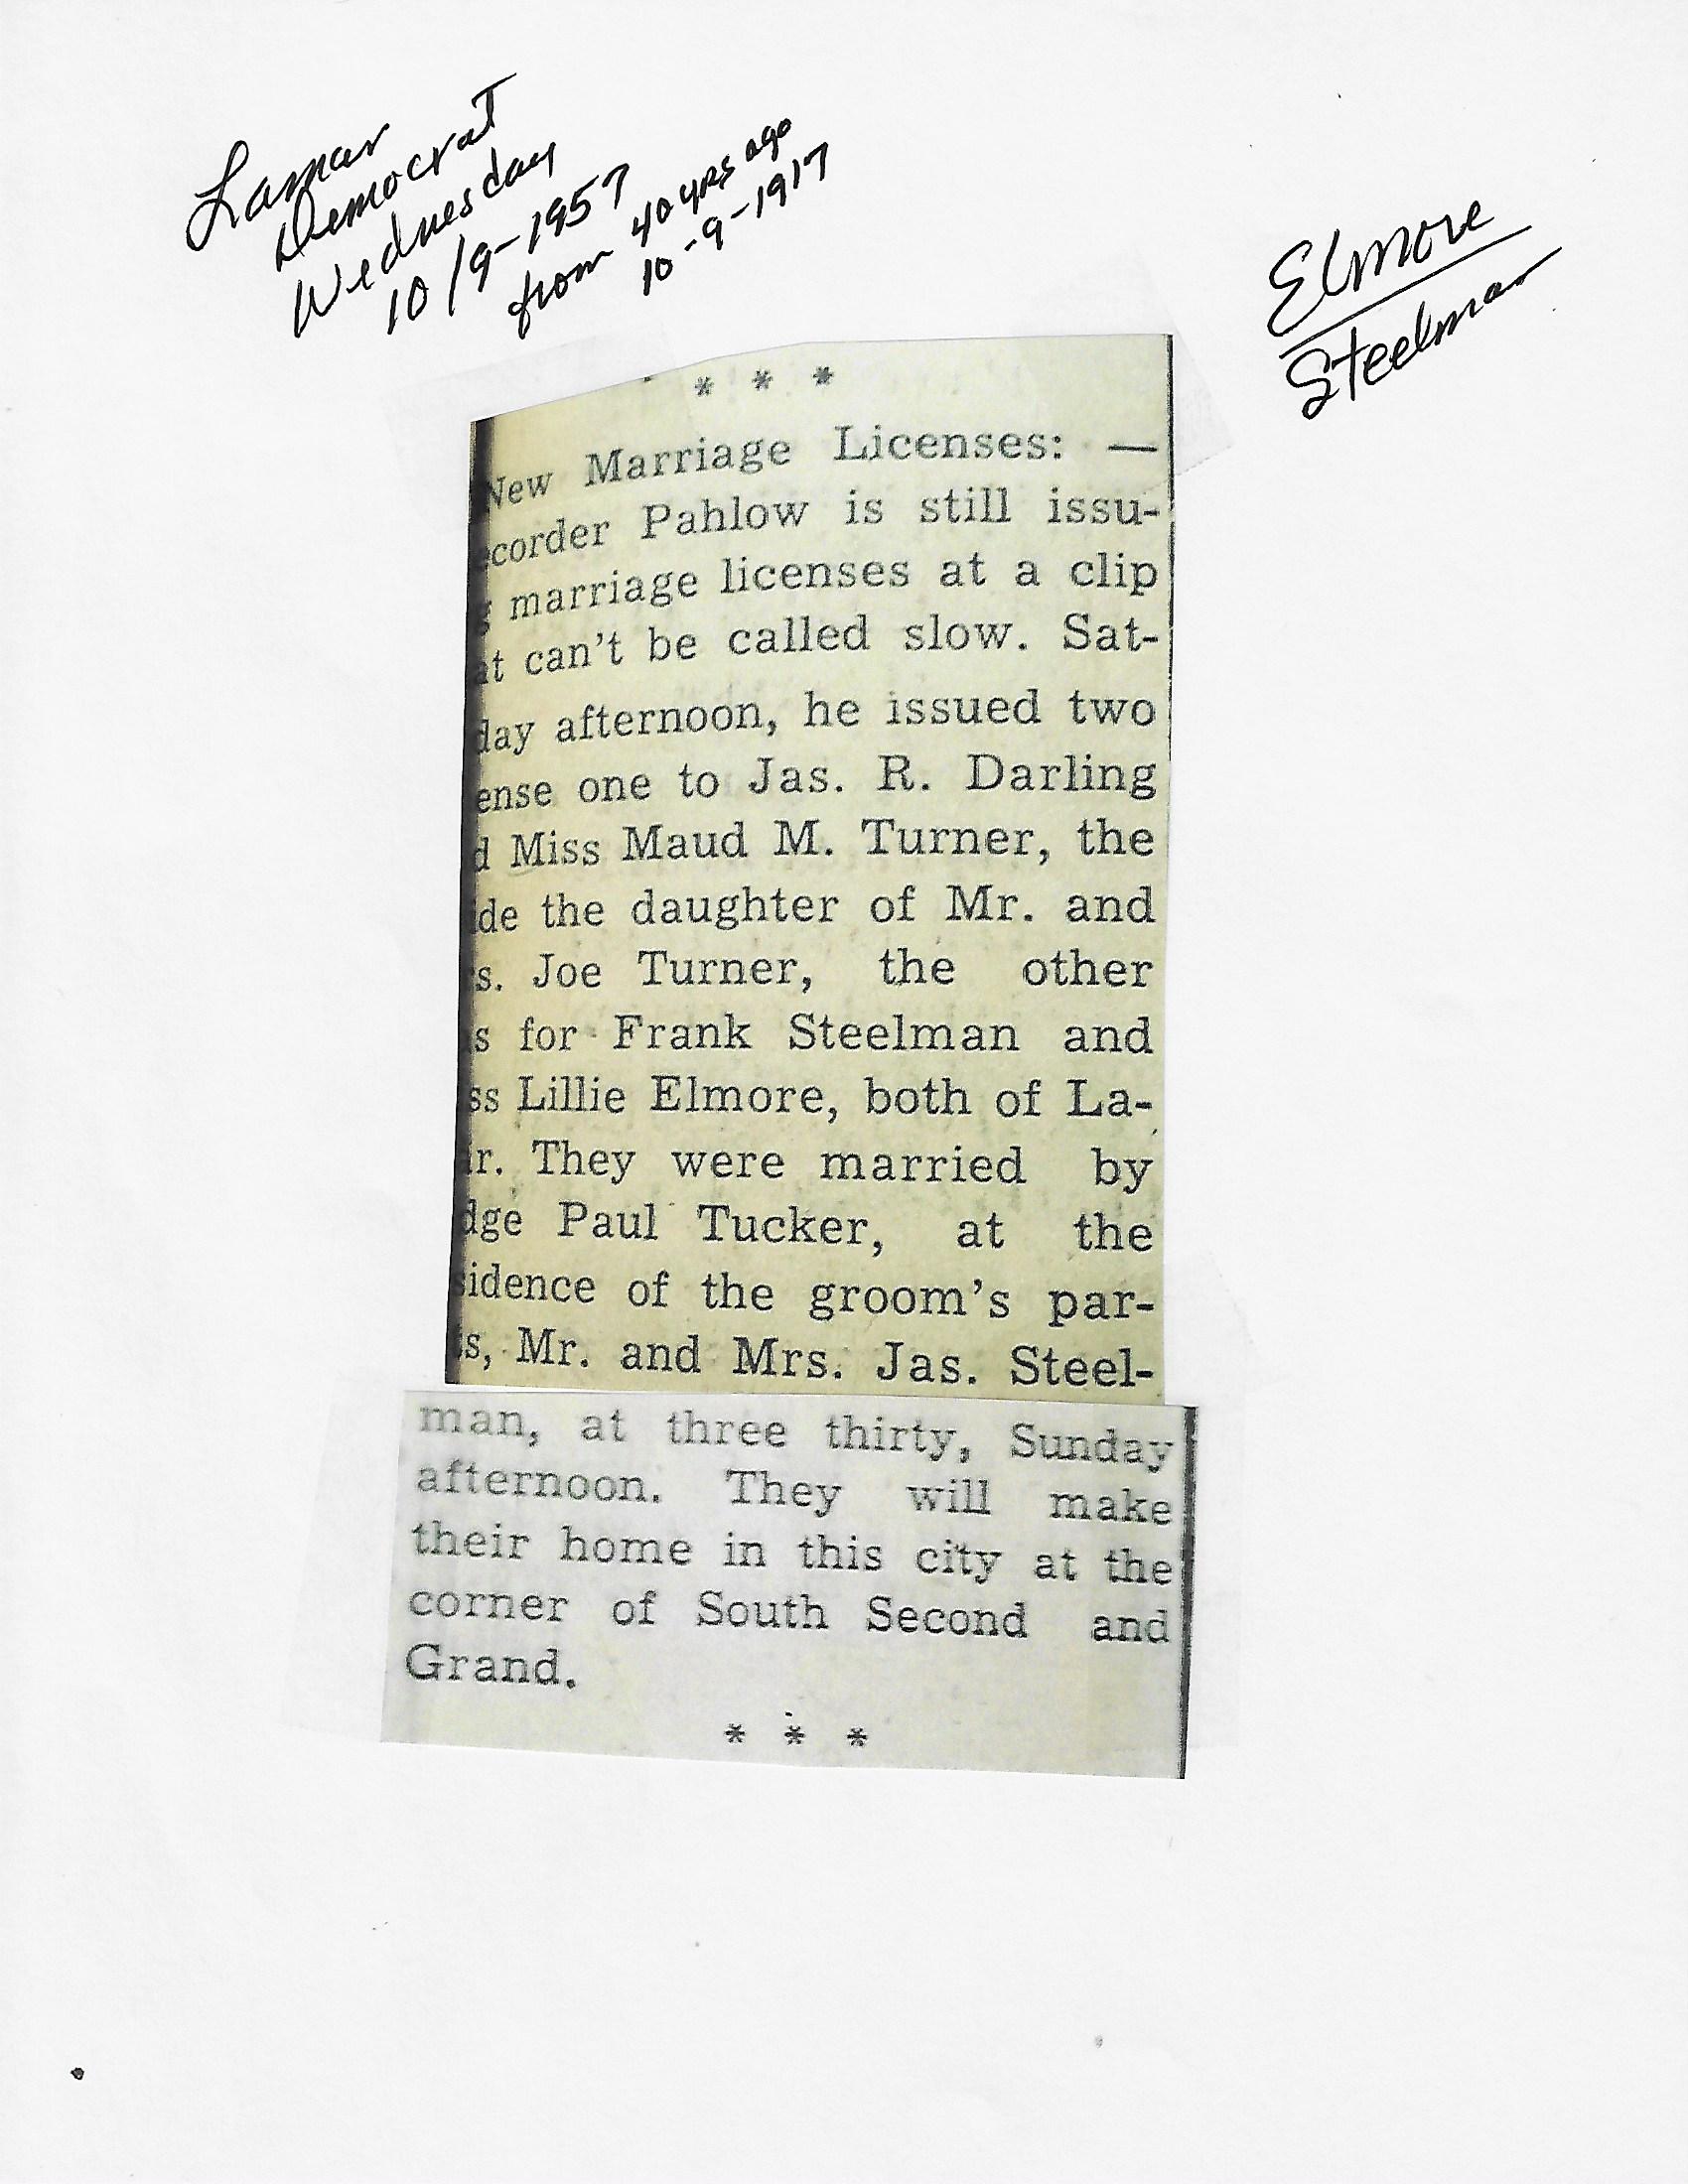 Lamar
Democrat
Wednesday
10/9-1957
from 40 yrs ago
10-9-1917
Elmore
Steelman
* * *
New Marriage Licenses: —
ecorder Pahlow is still issu-
g marriage licenses at a clip
at can't be called slow. Sat-
day afternoon, he issued two
ense one to Jas. R. Darling
d Miss Maud M. Turner, the
ide the daughter of Mr. and
s. Joe Turner, the other
s for Frank Steelman and
ss Lillie Elmore, both of La-
r. They were married by
dge Paul Tucker, at the
sidence of the groom's par-
s, Mr. and Mrs. Jas. Steel-
man, at three thirty, Sunday
afternoon. They will make
their home in this city at the
corner of South Second and
Grand.
* * *